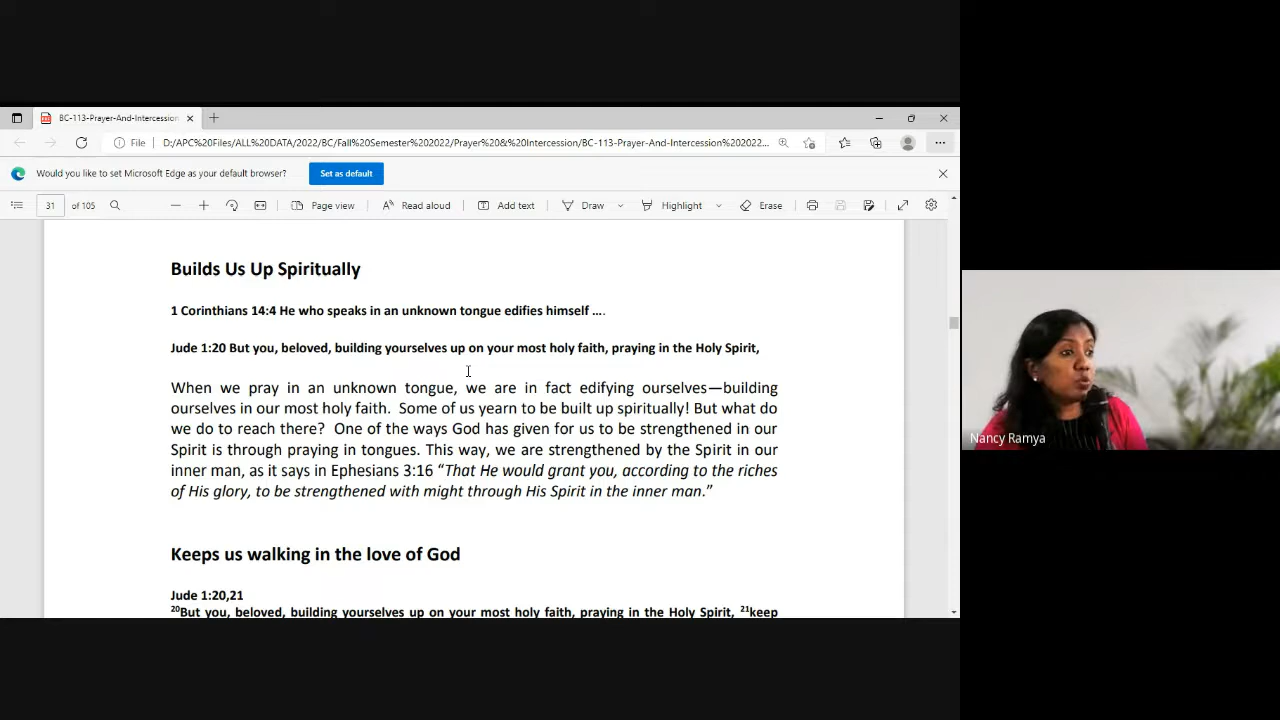 BC-113-Prayer-And-Intercession
File D:/APC%20Files/ALL%20DATA/2022/BC/Fall%20Semester%202022/Prayer%20&%20Intercession/BC-113-Prayer-And-Intercession%202022...
Would you like to set Microsoft Edge as your default browser? Set as default
31 of 105 Page view Read aloud Add text Draw Highlight Erase
Builds Us Up Spiritually
1 Corinthians 14:4 He who speaks in an unknown tongue edifies himself ….
Jude 1:20 But you, beloved, building yourselves up on your most holy faith, praying in the Holy Spirit,
When we pray in an unknown tongue, we are in fact edifying ourselves—building
ourselves in our most holy faith. Some of us yearn to be built up spiritually! But what do
we do to reach there? One of the ways God has given for us to be strengthened in our
Spirit is through praying in tongues. This way, we are strengthened by the Spirit in our
inner man, as it says in Ephesians 3:16 “That He would grant you, according to the riches
of His glory, to be strengthened with might through His Spirit in the inner man.”
Keeps us walking in the love of God
Jude 1:20,21
20But you, beloved, building yourselves up on your most holy faith, praying in the Holy Spirit, 21keep
Nancy Ramya